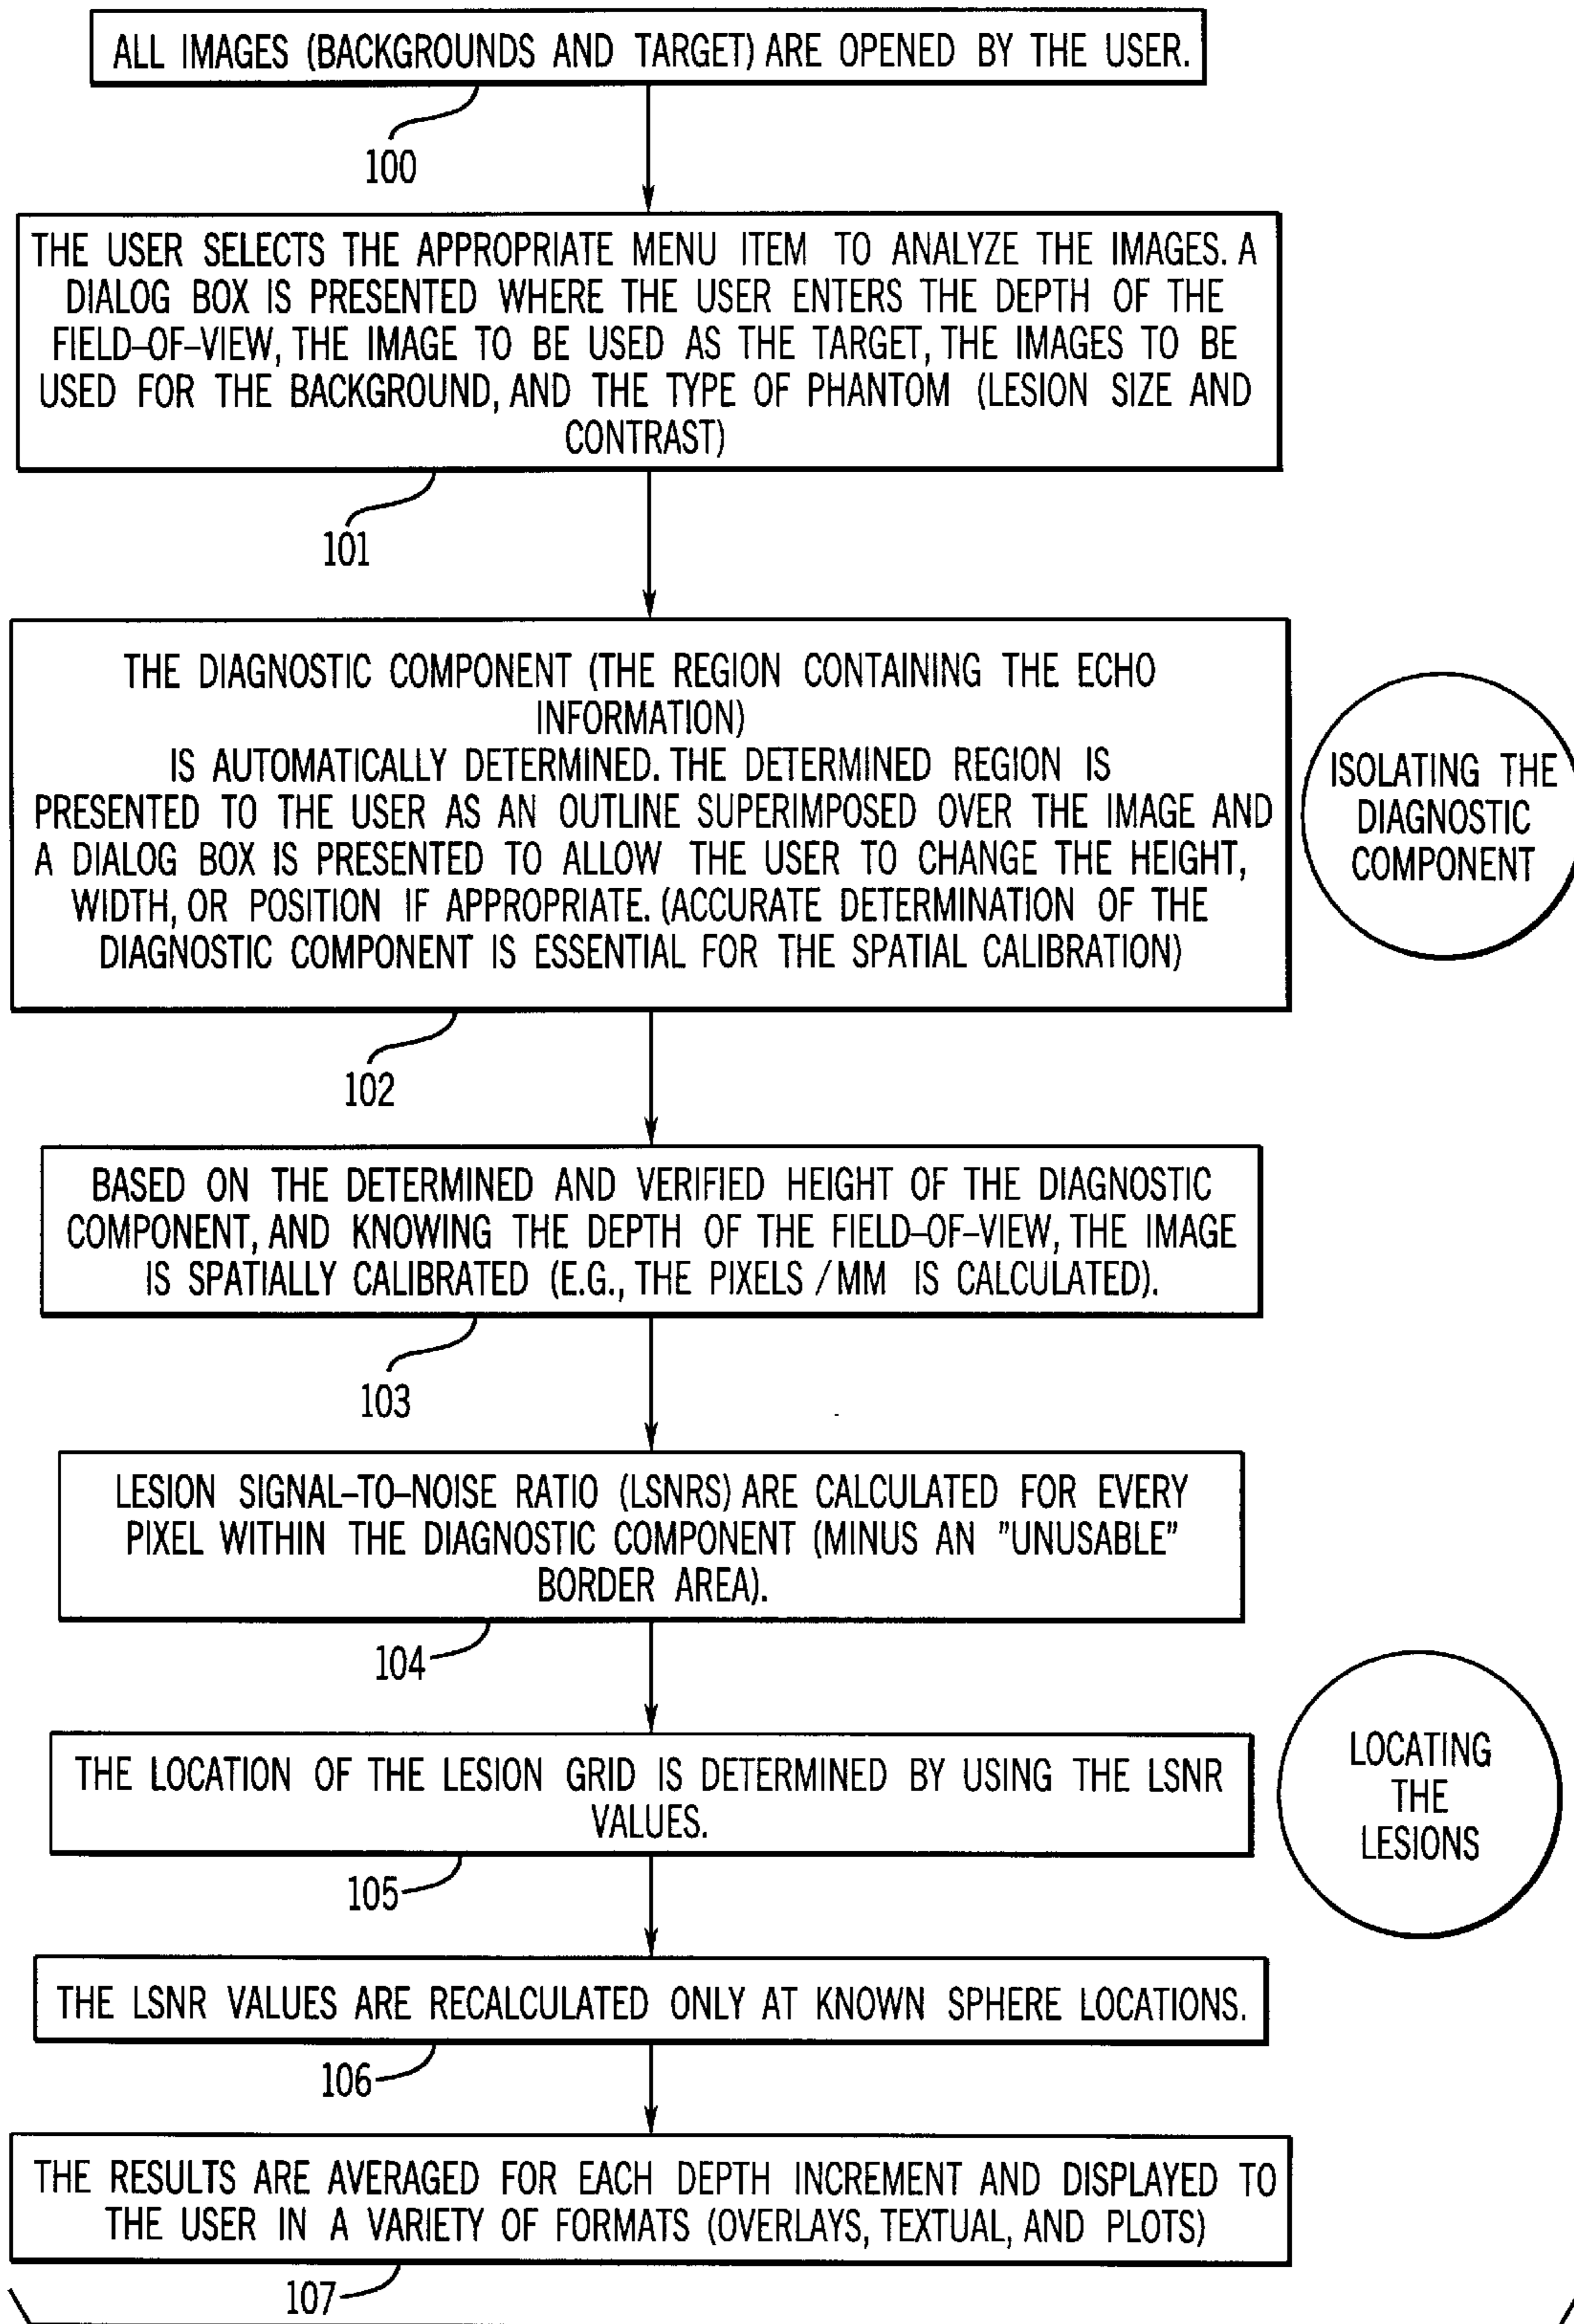 ALL IMAGES (BACKGROUNDS AND TARGET) ARE OPENED BY THE USER.
100
THE USER SELECTS THE APPROPRIATE MENU ITEM TO ANALYZE THE IMAGES. A
DIALOG BOX IS PRESENTED WHERE THE USER ENTERS THE DEPTH OF THE
FIELD–OF–VIEW, THE IMAGE TO BE USED AS THE TARGET, THE IMAGES TO BE
USED FOR THE BACKGROUND, AND THE TYPE OF PHANTOM (LESION SIZE AND
CONTRAST)
101
THE DIAGNOSTIC COMPONENT (THE REGION CONTAINING THE ECHO
INFORMATION)
IS AUTOMATICALLY DETERMINED. THE DETERMINED REGION IS
PRESENTED TO THE USER AS AN OUTLINE SUPERIMPOSED OVER THE IMAGE AND
A DIALOG BOX IS PRESENTED TO ALLOW THE USER TO CHANGE THE HEIGHT,
WIDTH, OR POSITION IF APPROPRIATE. (ACCURATE DETERMINATION OF THE
DIAGNOSTIC COMPONENT IS ESSENTIAL FOR THE SPATIAL CALIBRATION)
ISOLATING THE
DIAGNOSTIC
COMPONENT
102
BASED ON THE DETERMINED AND VERIFIED HEIGHT OF THE DIAGNOSTIC
COMPONENT, AND KNOWING THE DEPTH OF THE FIELD–OF–VIEW, THE IMAGE
IS SPATIALLY CALIBRATED (E.G., THE PIXELS /MM IS CALCULATED).
103
LESION SIGNAL–TO–NOISE RATIO (LSNRS) ARE CALCULATED FOR EVERY
PIXEL WITHIN THE DIAGNOSTIC COMPONENT (MINUS AN ”UNUSABLE”
BORDER AREA).
104
THE LOCATION OF THE LESION GRID IS DETERMINED BY USING THE LSNR
VALUES.
LOCATING
THE
LESIONS
105
THE LSNR VALUES ARE RECALCULATED ONLY AT KNOWN SPHERE LOCATIONS.
106
THE RESULTS ARE AVERAGED FOR EACH DEPTH INCREMENT AND DISPLAYED TO
THE USER IN A VARIETY OF FORMATS (OVERLAYS, TEXTUAL, AND PLOTS)
107